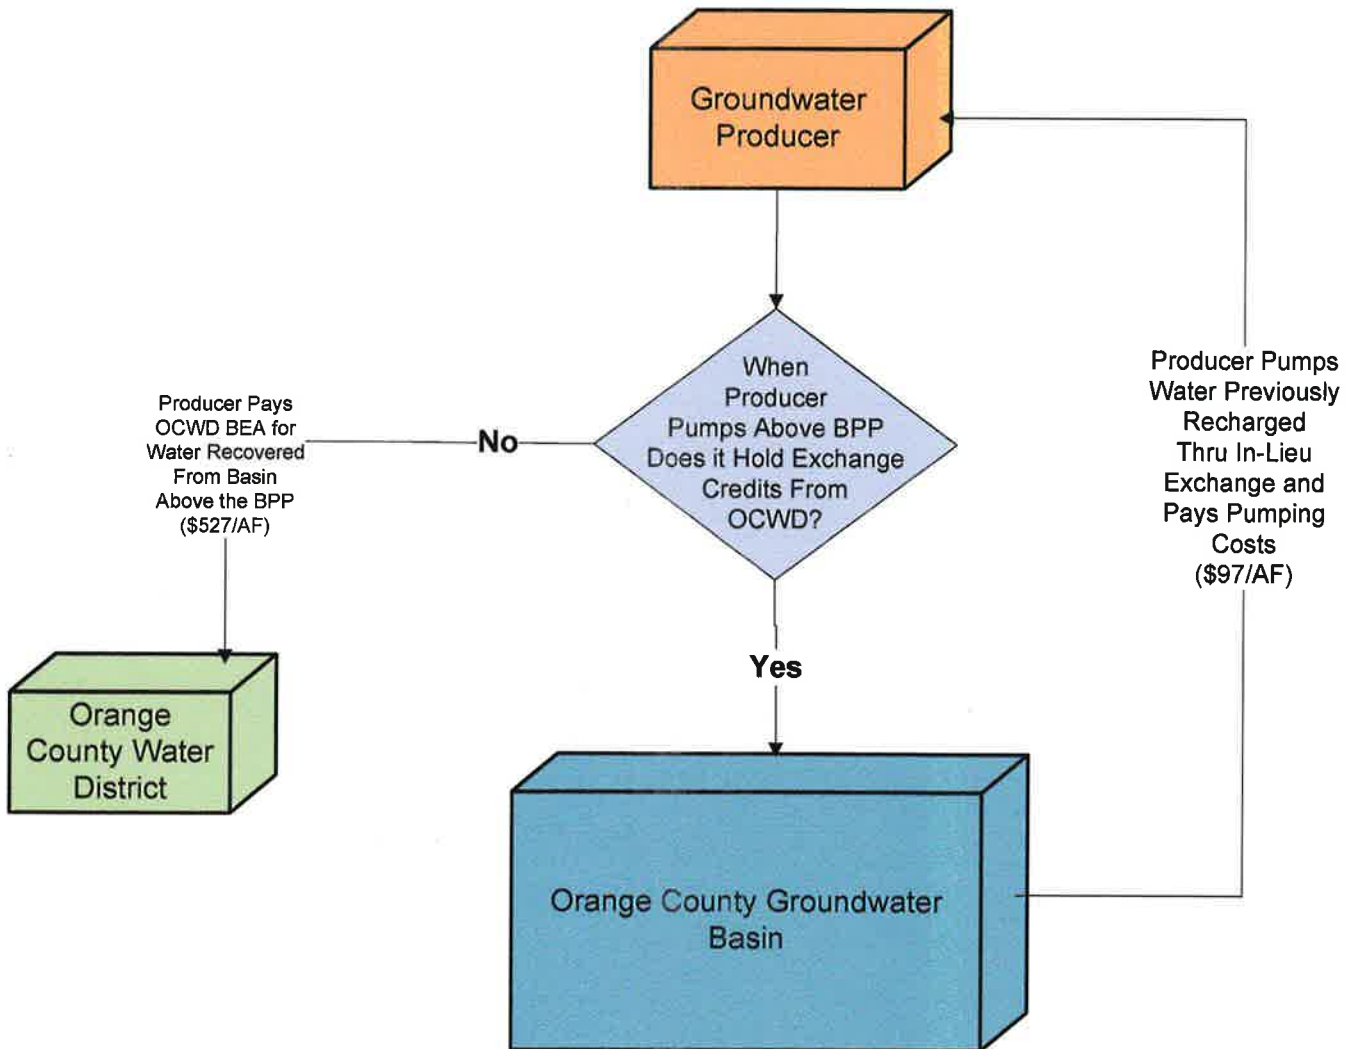 Groundwater
Producer
When
Producer
Pumps Above BPP
Does it Hold Exchange
Credits From
OCWD?
No
Producer Pays
OCWD BEA for
Water Recovered
From Basin
Above the BPP
($527/AF)
Orange
County Water
District
Yes
Orange County Groundwater
Basin
Producer Pumps
Water Previously
Recharged
Thru In-Lieu
Exchange and
Pays Pumping
Costs
($97/AF)